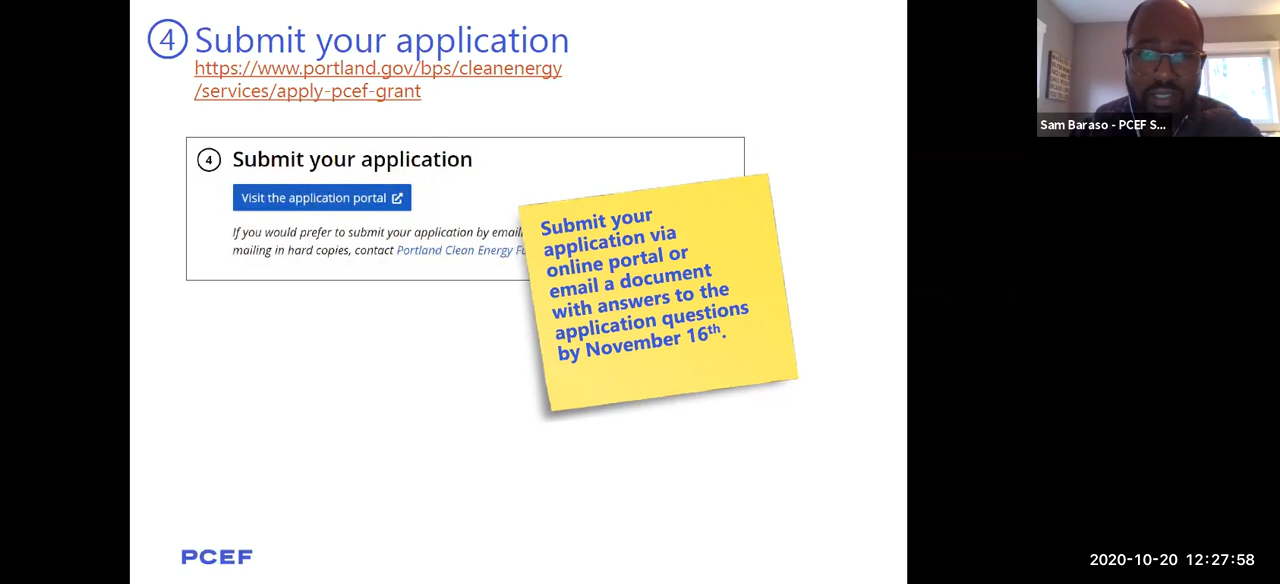 4 Submit your application
https://www.portland.gov/bps/cleanenergy
/services/apply-pcef-grant
4 Submit your application
Visit the application portal
If you would prefer to submit your application by email
mailing in hard copies, contact Portland Clean Energy
Submit your
application via
online portal or
email a document
with answers to the
application questions
by November 16th.
PCEF
Sam Baraso - PCEF S...
2020-10-20 12:27:58